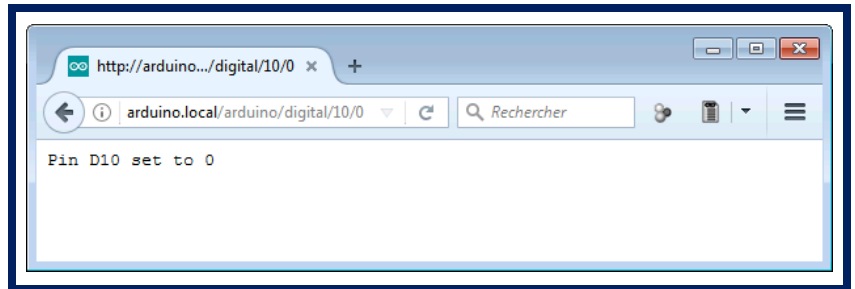 http://arduino.../digital/10/0
arduino.local/arduino/digital/10/0 Rechercher
Pin D10 set to 0